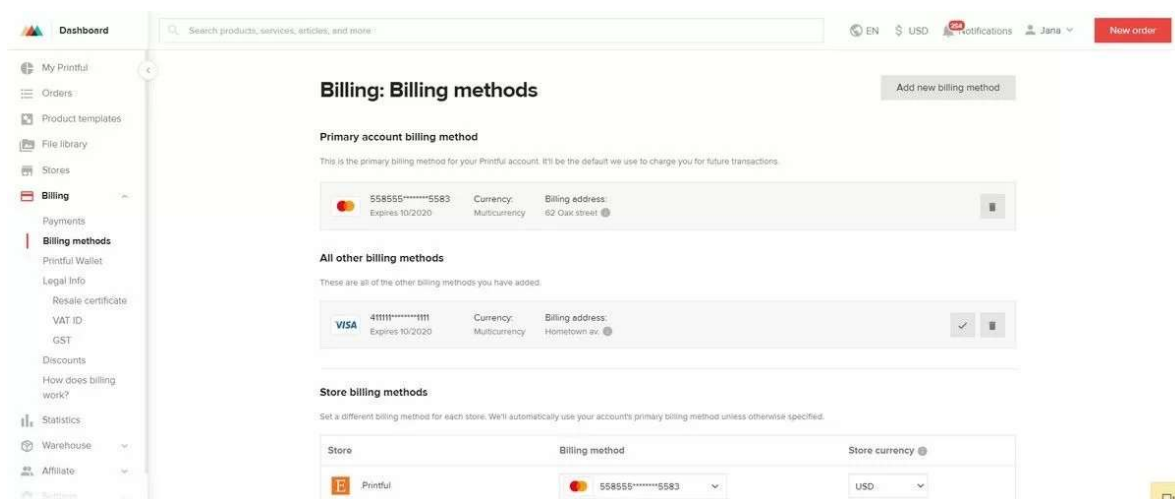 Dashboard
Search products, services, articles, and more
EN
$ USD
254
Notifications
Jana
New order
My Printful
Orders
Product templates
File library
Stores
Billing
Payments
Billing methods
Printful Wallet
Legal Info
Resale certificate
VAT ID
GST
Discounts
How does billing
work?
Statistics
Warehouse
Affiliate
Settings
Billing: Billing methods
Add new billing method
Primary account billing method
This is the primary billing method for your Printful account. It'll be the default we use to charge you for future transactions.
558555********5583 Currency: Billing address:
Expires 10/2020 Multicurrency 62 Oak street
All other billing methods
These are all of the other billing methods you have added.
VISA
411111********1111 Currency: Billing address:
Expires 10/2020 Multicurrency Hometown av.
Store billing methods
Set a different billing method for each store. We'll automatically use your account's primary billing method unless otherwise specified.
Store Billing method Store currency
E Printful 558555********5583 USD